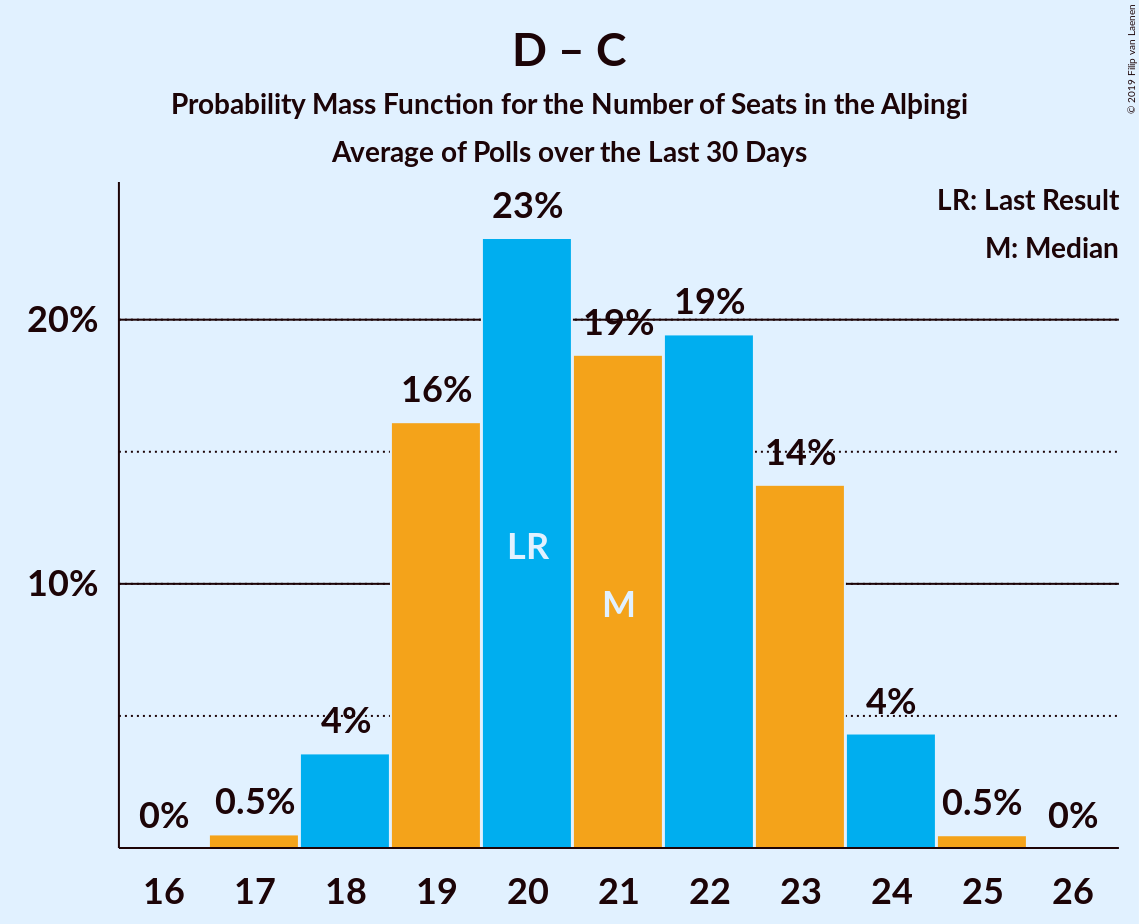 D – C
Probability Mass Function for the Number of Seats in the Alþingi
Average of Polls over the Last 30 Days
© 2019 Filip van Laenen
LR: Last Result
M: Median
20%
10%
0%
0.5%
4%
16%
23%
19%
19%
14%
4%
0.5%
0%
LR
M
16 17 18 19 20 21 22 23 24 25 26